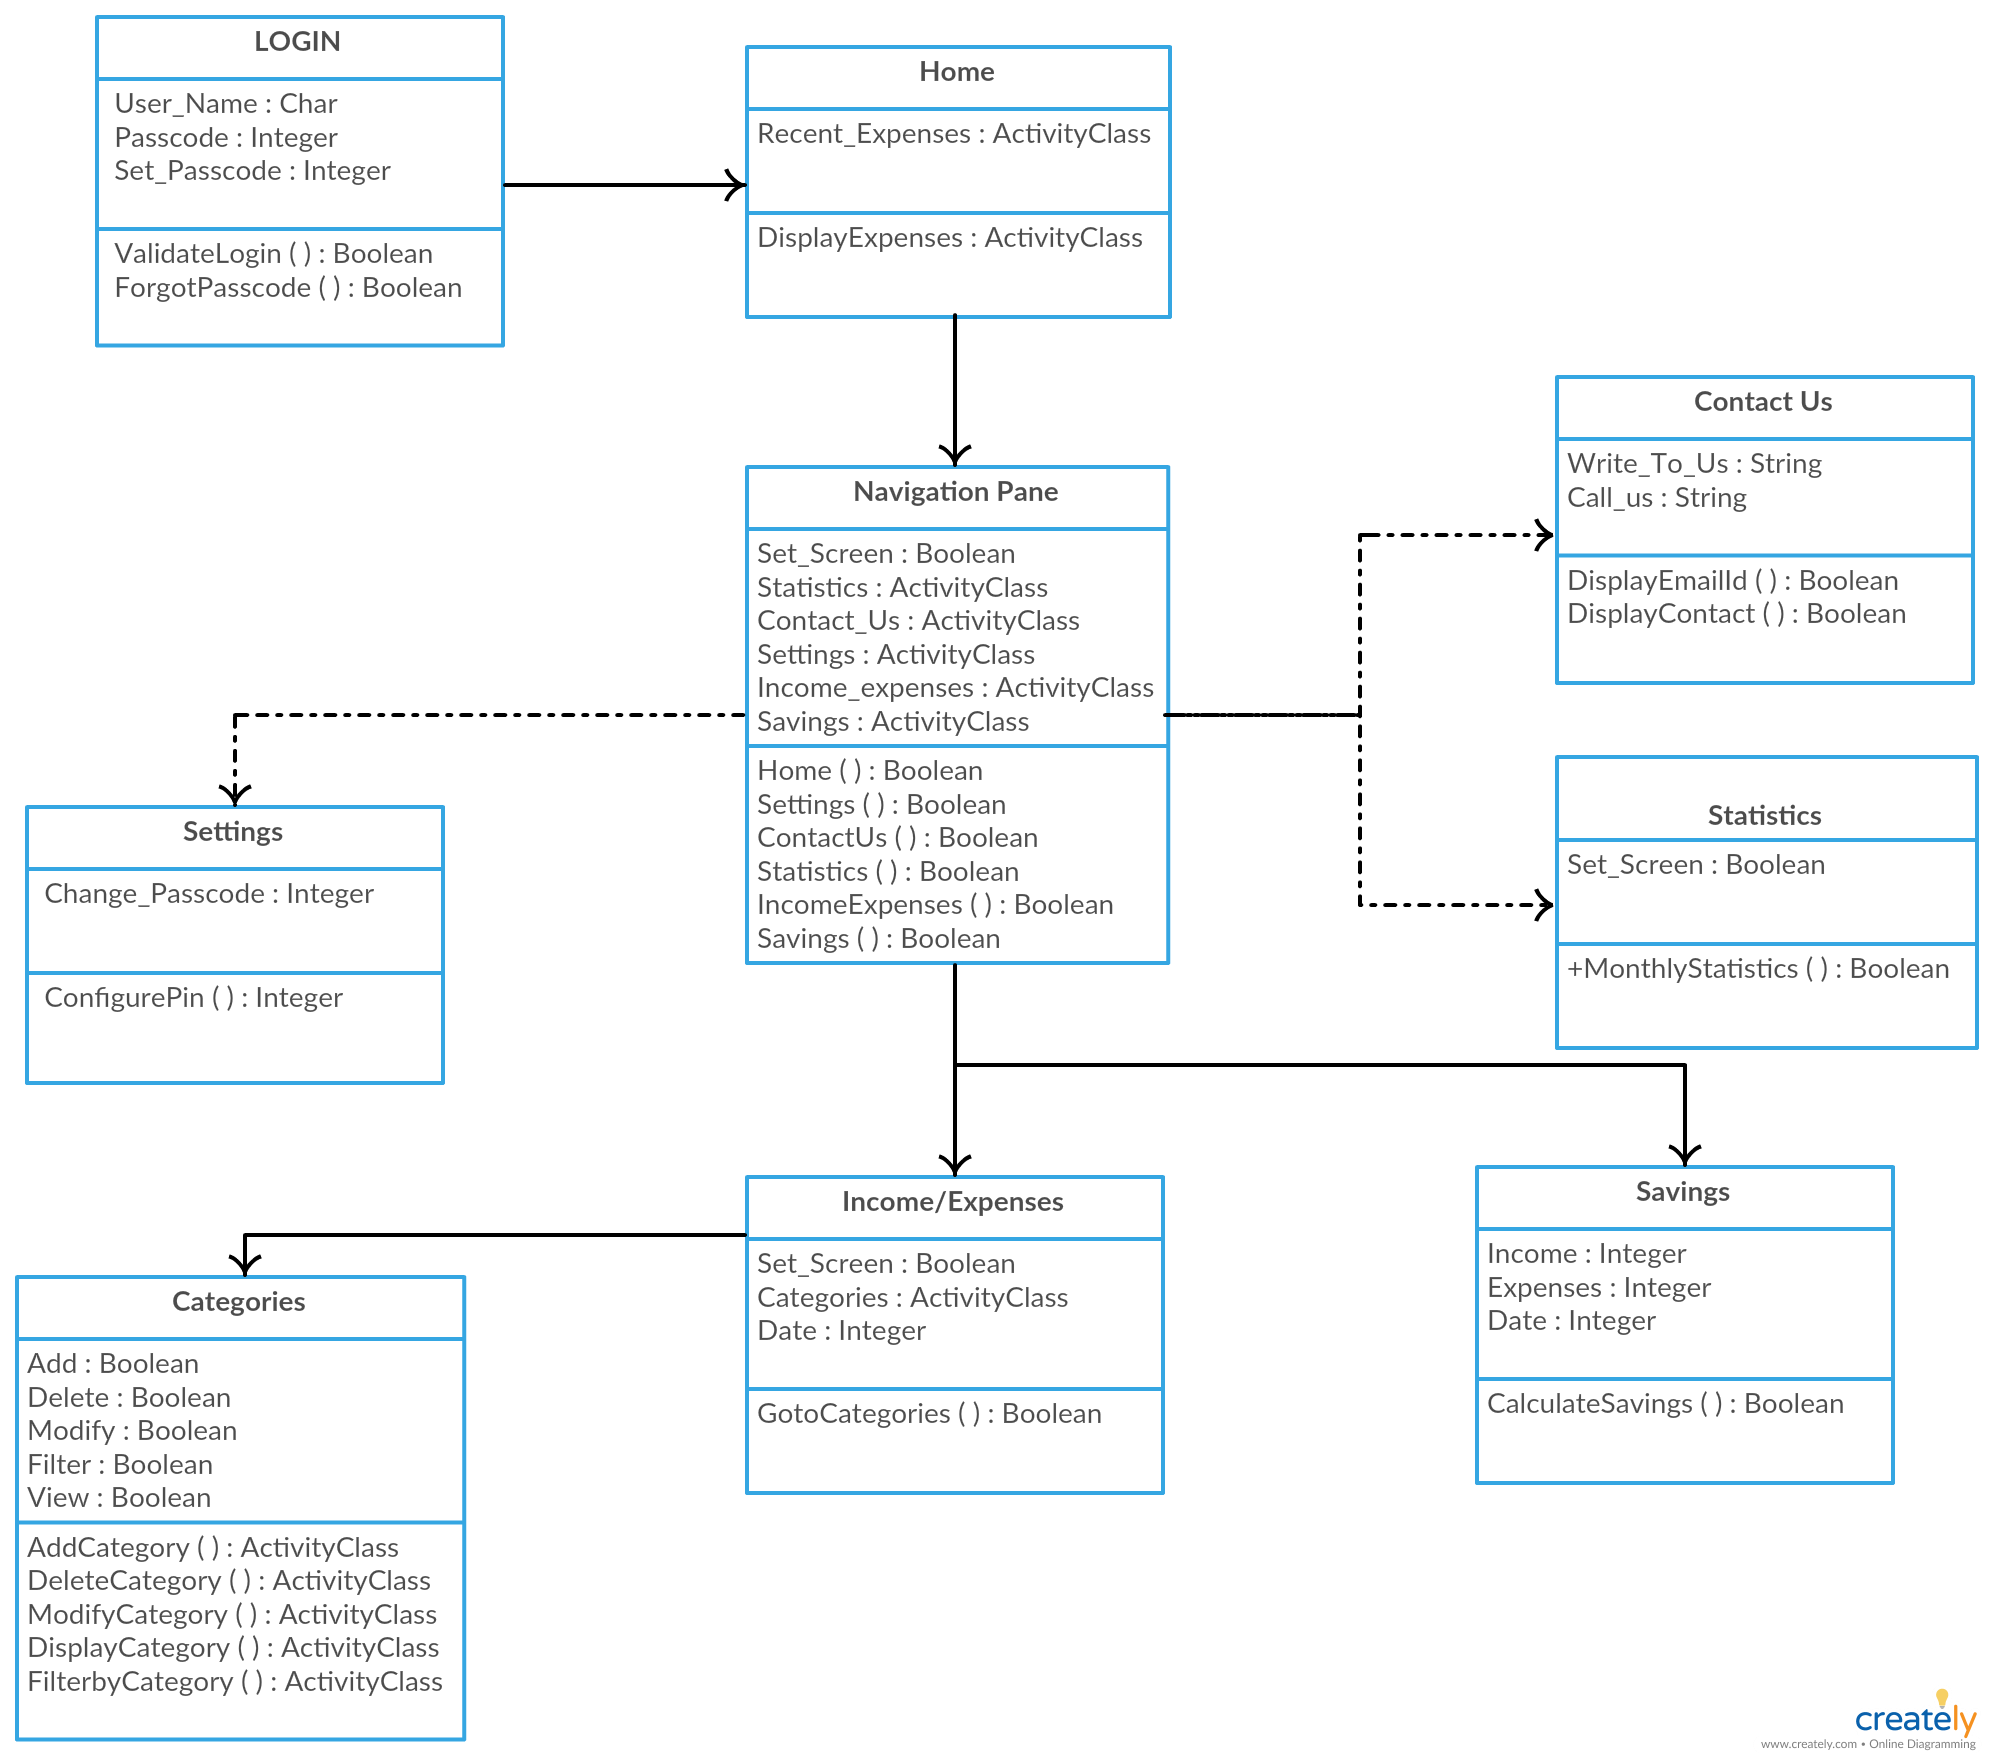 LOGIN
User_Name : Char
Passcode : Integer
Set_Passcode : Integer
ValidateLogin ( ) : Boolean
ForgotPasscode ( ) : Boolean
Home
Recent_Expenses : ActivityClass
DisplayExpenses : ActivityClass
Contact Us
Write_To_Us : String
Call_us : String
DisplayEmailId ( ) : Boolean
DisplayContact ( ) : Boolean
Navigation Pane
Set_Screen : Boolean
Statistics : ActivityClass
Contact_Us : ActivityClass
Settings : ActivityClass
Income_expenses : ActivityClass
Savings : ActivityClass
Home ( ) : Boolean
Settings ( ) : Boolean
ContactUs ( ) : Boolean
Statistics ( ) : Boolean
IncomeExpenses ( ) : Boolean
Savings ( ) : Boolean
Statistics
Set_Screen : Boolean
+MonthlyStatistics ( ) : Boolean
Settings
Change_Passcode : Integer
ConfigurePin ( ) : Integer
Income/Expenses
Set_Screen : Boolean
Categories : ActivityClass
Date : Integer
GotoCategories ( ) : Boolean
Savings
Income : Integer
Expenses : Integer
Date : Integer
CalculateSavings ( ) : Boolean
Categories
Add : Boolean
Delete : Boolean
Modify : Boolean
Filter : Boolean
View : Boolean
AddCategory ( ) : ActivityClass
DeleteCategory ( ) : ActivityClass
ModifyCategory ( ) : ActivityClass
DisplayCategory ( ) : ActivityClass
FilterbyCategory ( ) : ActivityClass
creately
www.creately.com • Online Diagramming